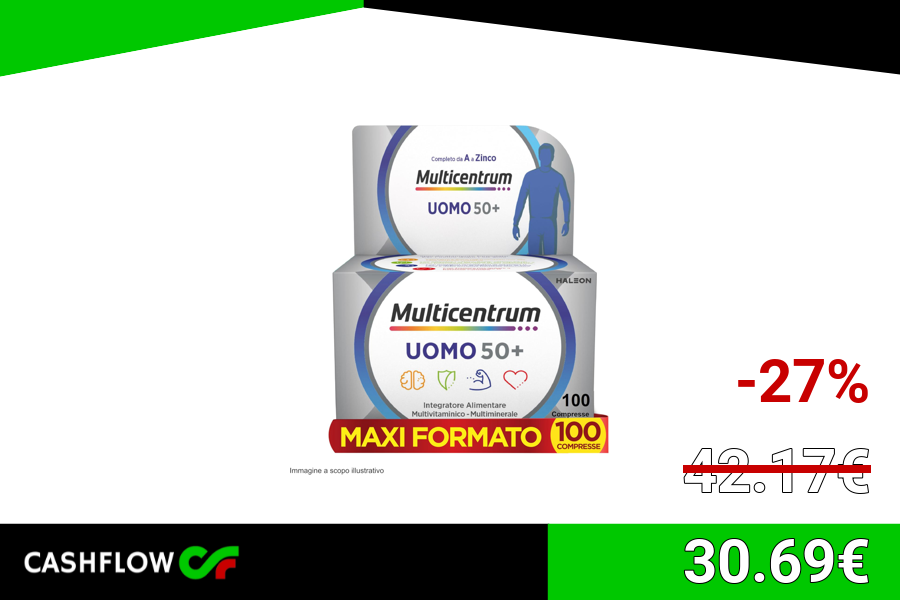 Completo da A a Zinco
Multicentrum
UOMO 50+
HALEON
Multicentrum
UOMO 50+
Integratore Alimentare
Multivitaminico - Multiminerale
100
Compresse
MAXI FORMATO
100
COMPRESSE
Immagine a scopo illustrativo
-27%
42.17€
CASHFLOW
30.69€